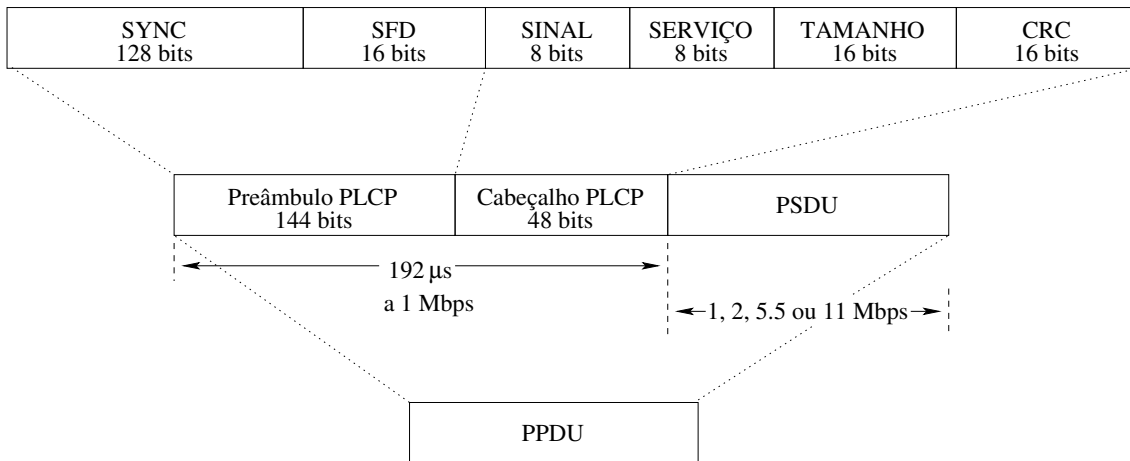 SYNC
128 bits
SFD
16 bits
SINAL
8 bits
SERVIÇO
8 bits
TAMANHO
16 bits
CRC
16 bits
Preâmbulo PLCP
144 bits
Cabeçalho PLCP
48 bits
PSDU
192 µs
a 1 Mbps
1, 2, 5.5 ou 11 Mbps
PPDU